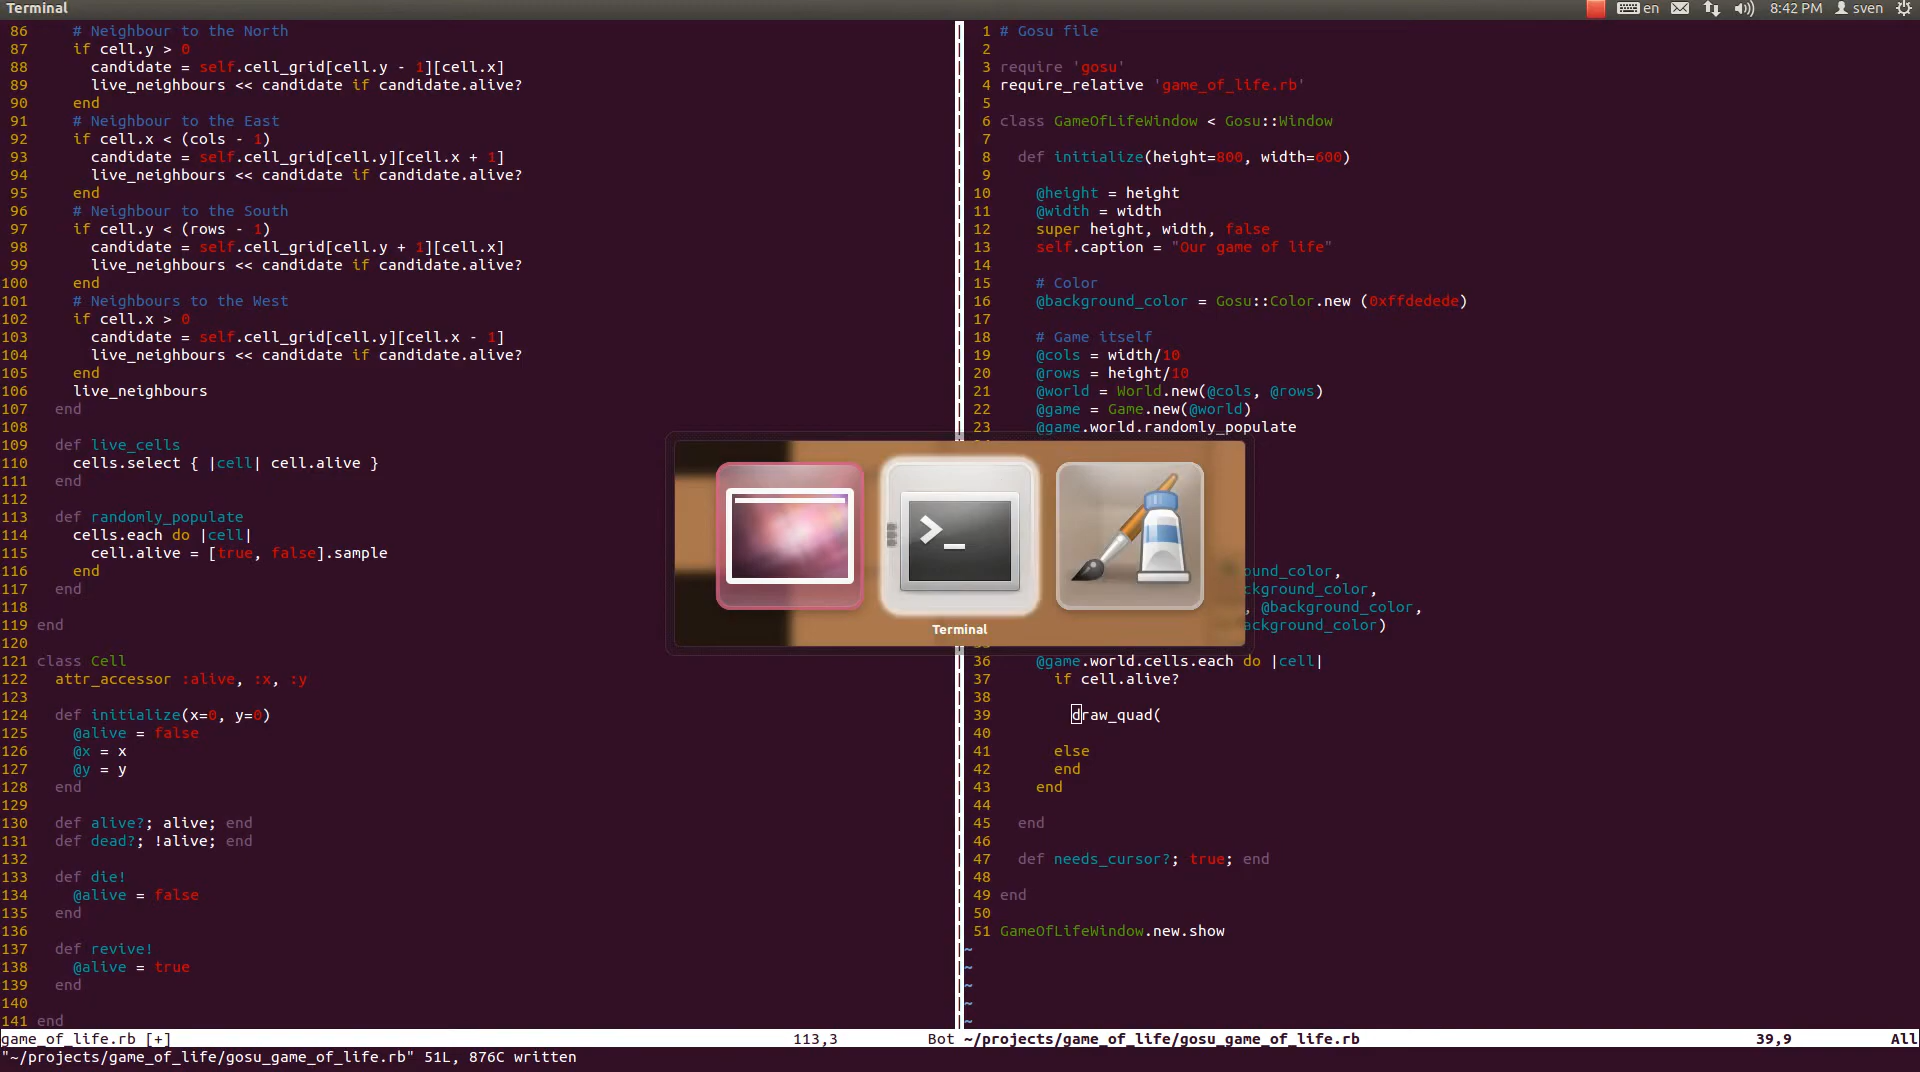 Terminal
en
8:42 PM
sven
86 # Neighbour to the North
87 if cell.y > 0
88 candidate = self.cell_grid[cell.y - 1][cell.x]
89 live_neighbours << candidate if candidate.alive?
90 end
91 # Neighbour to the East
92 if cell.x < (cols - 1)
93 candidate = self.cell_grid[cell.y][cell.x + 1]
94 live_neighbours << candidate if candidate.alive?
95 end
96 # Neighbour to the South
97 if cell.y < (rows - 1)
98 candidate = self.cell_grid[cell.y + 1][cell.x]
99 live_neighbours << candidate if candidate.alive?
100 end
101 # Neighbours to the West
102 if cell.x > 0
103 candidate = self.cell_grid[cell.y][cell.x - 1]
104 live_neighbours << candidate if candidate.alive?
105 end
106 live_neighbours
107 end
108
109 def live_cells
110 cells.select { |cell| cell.alive }
111 end
112
113 def randomly_populate
114 cells.each do |cell|
115 cell.alive = [true, false].sample
116 end
117 end
118
119 end
120
121 class Cell
122 attr_accessor :alive, :x, :y
123
124 def initialize(x=0, y=0)
125 @alive = false
126 @x = x
127 @y = y
128 end
129
130 def alive?; alive; end
131 def dead?; !alive; end
132
133 def die!
134 @alive = false
135 end
136
137 def revive!
138 @alive = true
139 end
140
141 end
game_of_life.rb [+] 113,3 Bot
1 # Gosu file
2
3 require 'gosu'
4 require_relative 'game_of_life.rb'
5
6 class GameOfLifeWindow < Gosu::Window
7
8 def initialize(height=800, width=600)
9
10 @height = height
11 @width = width
12 super height, width, false
13 self.caption = "Our game of life"
14
15 # Color
16 @background_color = Gosu::Color.new (0xffdedede)
17
18 # Game itself
19 @cols = width/10
20 @rows = height/10
21 @world = World.new(@cols, @rows)
22 @game = Game.new(@world)
23 @game.world.randomly_populate
ound_color,
ckground_color,
, @background_color,
ackground_color)
Terminal
36 @game.world.cells.each do |cell|
37 if cell.alive?
38
39 draw_quad(
40
41 else
42 end
43 end
44
45 end
46
47 def needs_cursor?; true; end
48
49 end
50
51 GameOfLifeWindow.new.show
~
~
~
~
~
~/projects/game_of_life/gosu_game_of_life.rb 39,9 All
"~/projects/game_of_life/gosu_game_of_life.rb" 51L, 876C written